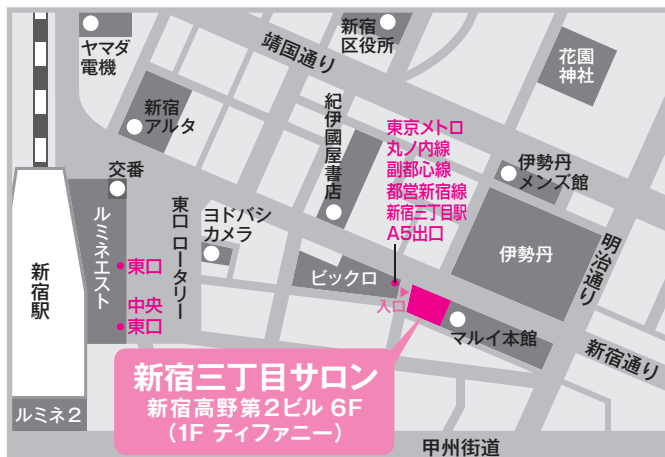 ヤマダ
電機
新宿
区役所
靖国通り
花園
神社
新宿
アルタ
紀伊國屋書店
東京メトロ
丸ノ内線
副都心線
都営新宿線
新宿三丁目駅
A5出口
伊勢丹
メンズ館
交番
ルミネエスト
東口 ロータリー
ヨドバシ
カメラ
ビックロ
伊勢丹
明治通り
新宿駅
東口
中央
東口
入口
マルイ本館
新宿通り
新宿三丁目サロン
新宿高野第2ビル 6F
(1F ティファニー)
ルミネ2
甲州街道